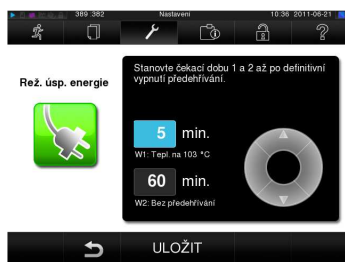 389.382 Nastavení 10:36 2011-06-21
Rež. úsp. energie
Stanovte čekací dobu 1 a 2 až po definitivní
vypnutí předehřívání.
5 min.
W1: Tepl. na 103 °C
60 min.
W2: Bez předehřívání
ULOŽIT